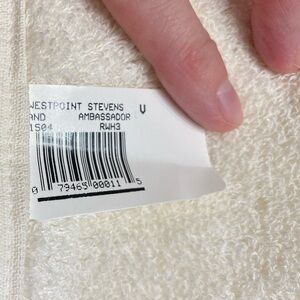 WESTPOINT STEVENS V
AND AMBASSADOR
1504 RWH3
0 79465 00011 5